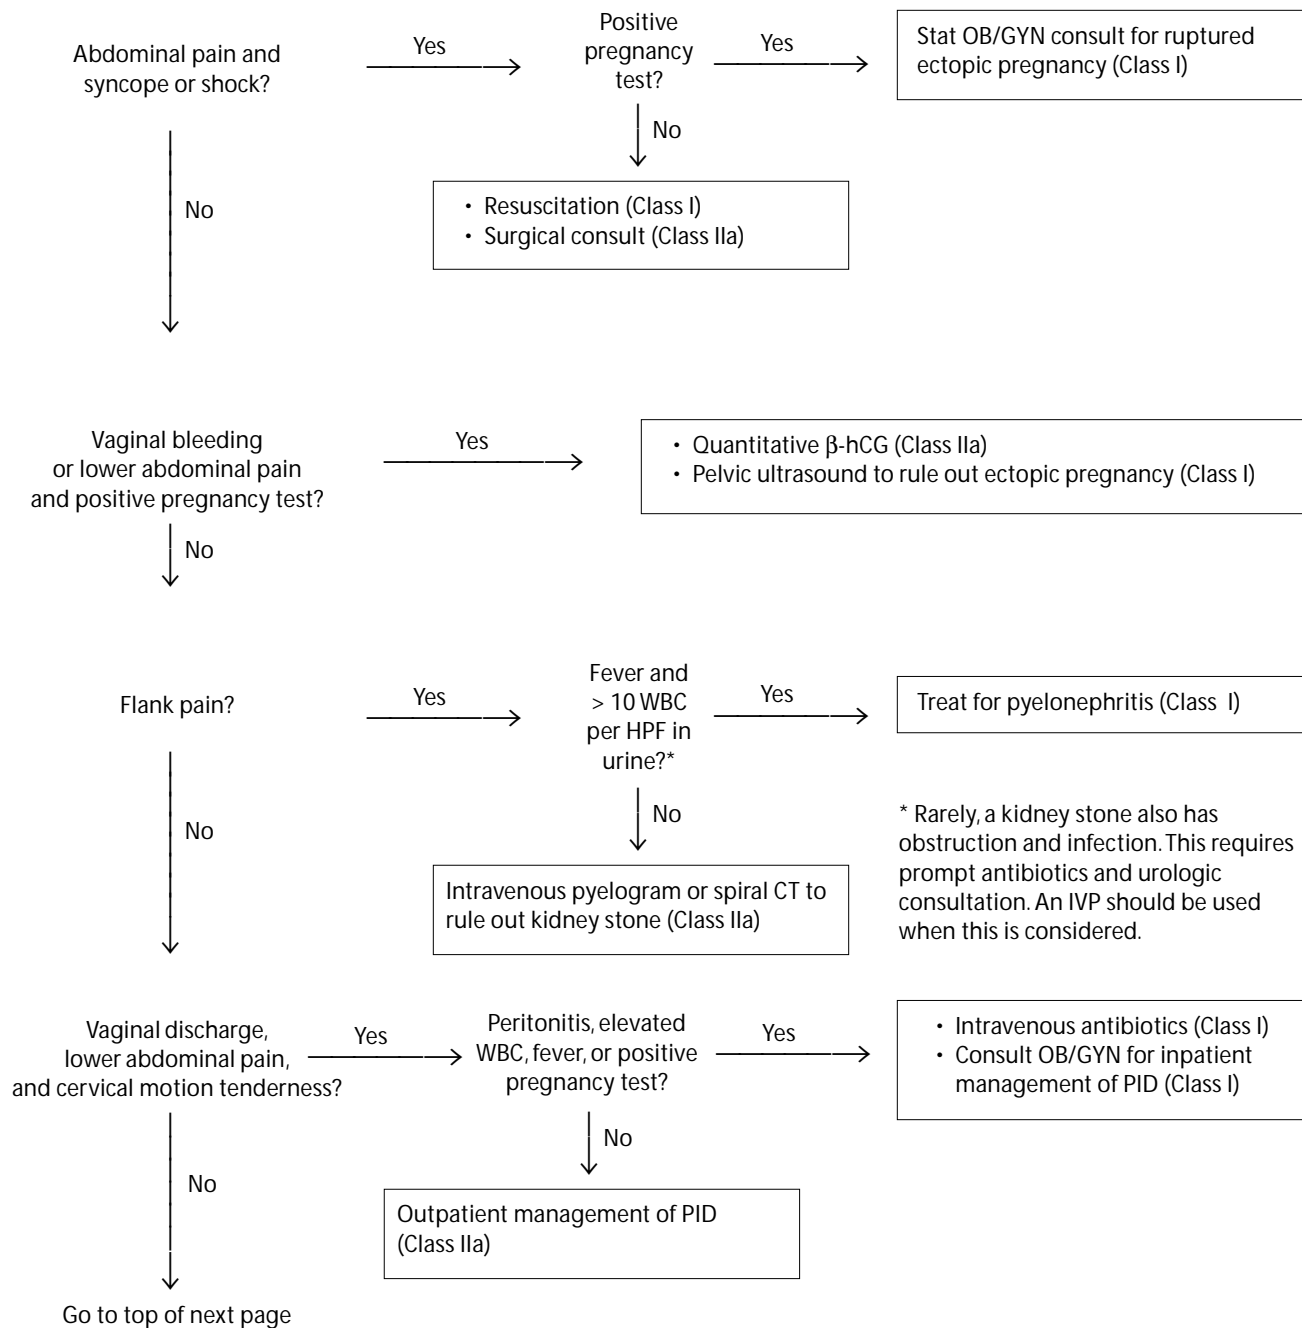 Abdominal pain and
syncope or shock?
Yes
Positive
pregnancy
test?
Yes
Stat OB/GYN consult for ruptured
ectopic pregnancy (Class I)
No
• Resuscitation (Class I)
• Surgical consult (Class IIa)
No
Vaginal bleeding
or lower abdominal pain
and positive pregnancy test?
Yes
• Quantitative β-hCG (Class IIa)
• Pelvic ultrasound to rule out ectopic pregnancy (Class I)
No
Flank pain?
Yes
Fever and
> 10 WBC
per HPF in
urine?*
Yes
Treat for pyelonephritis (Class I)
No
Intravenous pyelogram or spiral CT to
rule out kidney stone (Class IIa)
* Rarely, a kidney stone also has
obstruction and infection. This requires
prompt antibiotics and urologic
consultation. An IVP should be used
when this is considered.
No
Vaginal discharge,
lower abdominal pain,
and cervical motion tenderness?
Yes
Peritonitis, elevated
WBC, fever, or positive
pregnancy test?
Yes
• Intravenous antibiotics (Class I)
• Consult OB/GYN for inpatient
management of PID (Class I)
No
Outpatient management of PID
(Class IIa)
No
Go to top of next page